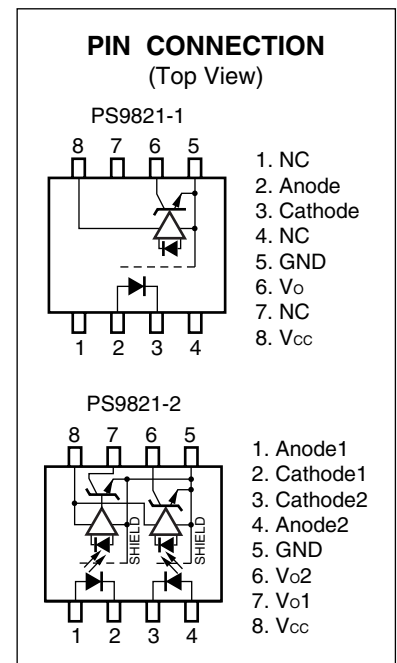 PIN CONNECTION
(Top View)
PS9821-1
8 7 6 5
1. NC
2. Anode
3. Cathode
4. NC
5. GND
6. VO
7. NC
8. VCC
1 2 3 4
PS9821-2
8 7 6 5
SHIELD
SHIELD
1. Anode1
2. Cathode1
3. Cathode2
4. Anode2
5. GND
6. VO2
7. VO1
8. VCC
1 2 3 4